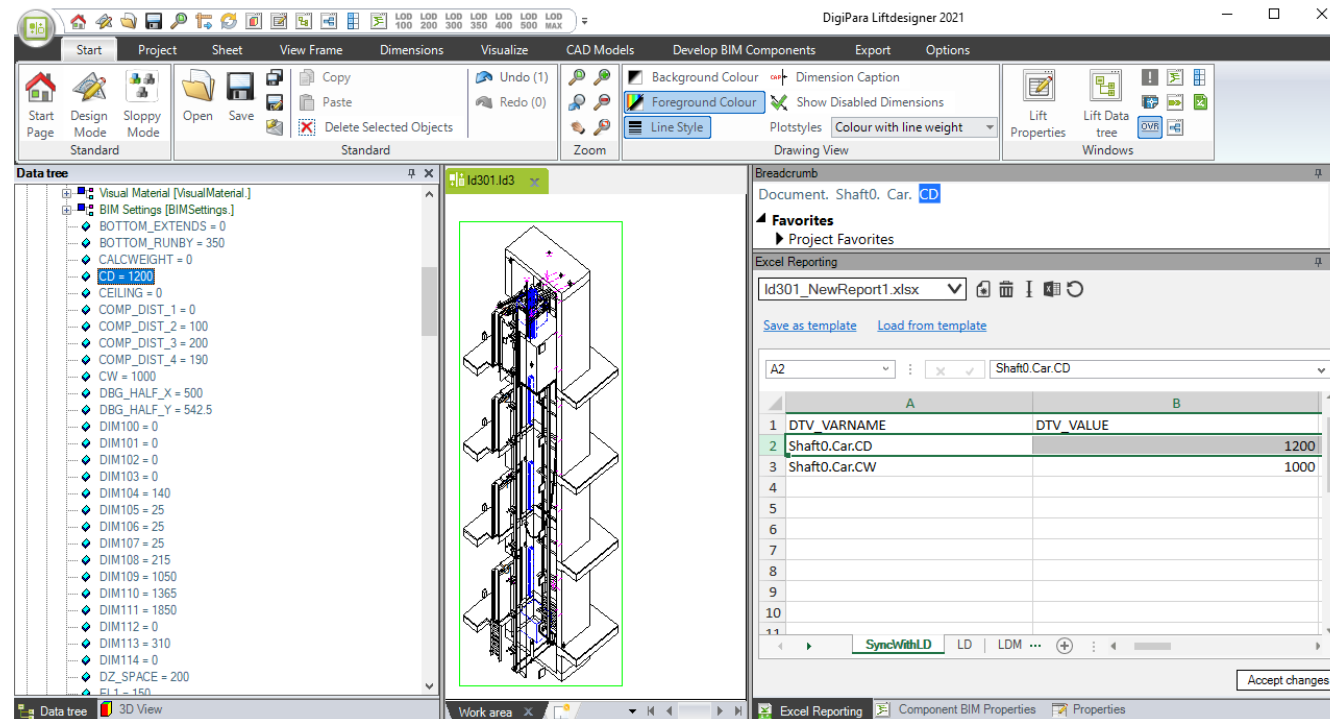 DigiPara Liftdesigner 2021
LOD 100 LOD 200 LOD 300 LOD 350 LOD 400 LOD 500 LOD MAX
Start Project Sheet View Frame Dimensions Visualize CAD Models Develop BIM Components Export Options
Start Page
Design Mode
Sloppy Mode
Standard
Open
Save
Copy
Paste
Delete Selected Objects
Undo (1)
Redo (0)
Standard
Zoom
Background Colour
Foreground Colour
Line Style
Dimension Caption
Show Disabled Dimensions
Plotstyles Colour with line weight
Drawing View
Lift Properties
Lift Data tree
OVR
Windows
Data tree
Visual Material [VisualMaterial.]
BIM Settings [BIMSettings.]
BOTTOM_EXTENDS = 0
BOTTOM_RUNBY = 350
CALCWEIGHT = 0
CD = 1200
CEILING = 0
COMP_DIST_1 = 0
COMP_DIST_2 = 100
COMP_DIST_3 = 200
COMP_DIST_4 = 190
CW = 1000
DBG_HALF_X = 500
DBG_HALF_Y = 542.5
DIM100 = 0
DIM101 = 0
DIM102 = 0
DIM103 = 0
DIM104 = 140
DIM105 = 25
DIM106 = 25
DIM107 = 25
DIM108 = 215
DIM109 = 1050
DIM110 = 1365
DIM111 = 1850
DIM112 = 0
DIM113 = 310
DIM114 = 0
DZ_SPACE = 200
EL1 = 150
Data tree 3D View
ld301.ld3
Work area
Breadcrumb
Document. Shaft0. Car. CD
Favorites
Project Favorites
Excel Reporting
ld301_NewReport1.xlsx
Save as template Load from template
A2 Shaft0.Car.CD
A B
1 DTV_VARNAME DTV_VALUE
2 Shaft0.Car.CD 1200
3 Shaft0.Car.CW 1000
4
5
6
7
8
9
10
11
SyncWithLD LD LDM ...
Accept changes
Excel Reporting Component BIM Properties Properties